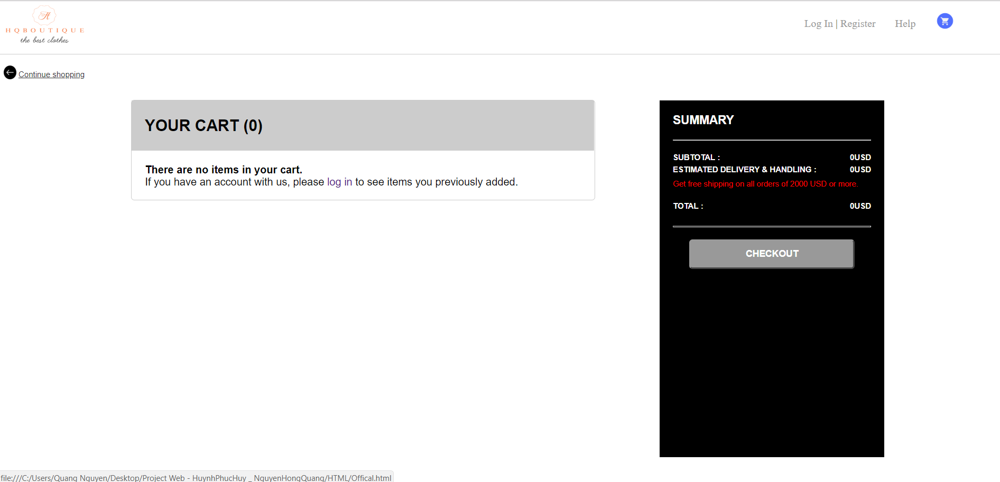 H
HQBOUTIQUE
the best clothes
Log In | Register Help
Continue shopping
YOUR CART (0)
There are no items in your cart.
If you have an account with us, please log in to see items you previously added.
SUMMARY
SUBTOTAL : 0USD
ESTIMATED DELIVERY & HANDLING : 0USD
Get free shipping on all orders of 2000 USD or more.
TOTAL : 0USD
CHECKOUT
file:///C:/Users/Quang Nguyen/Desktop/Project Web - HuynhPhucHuy _ NguyenHongQuang/HTML/Offical.html